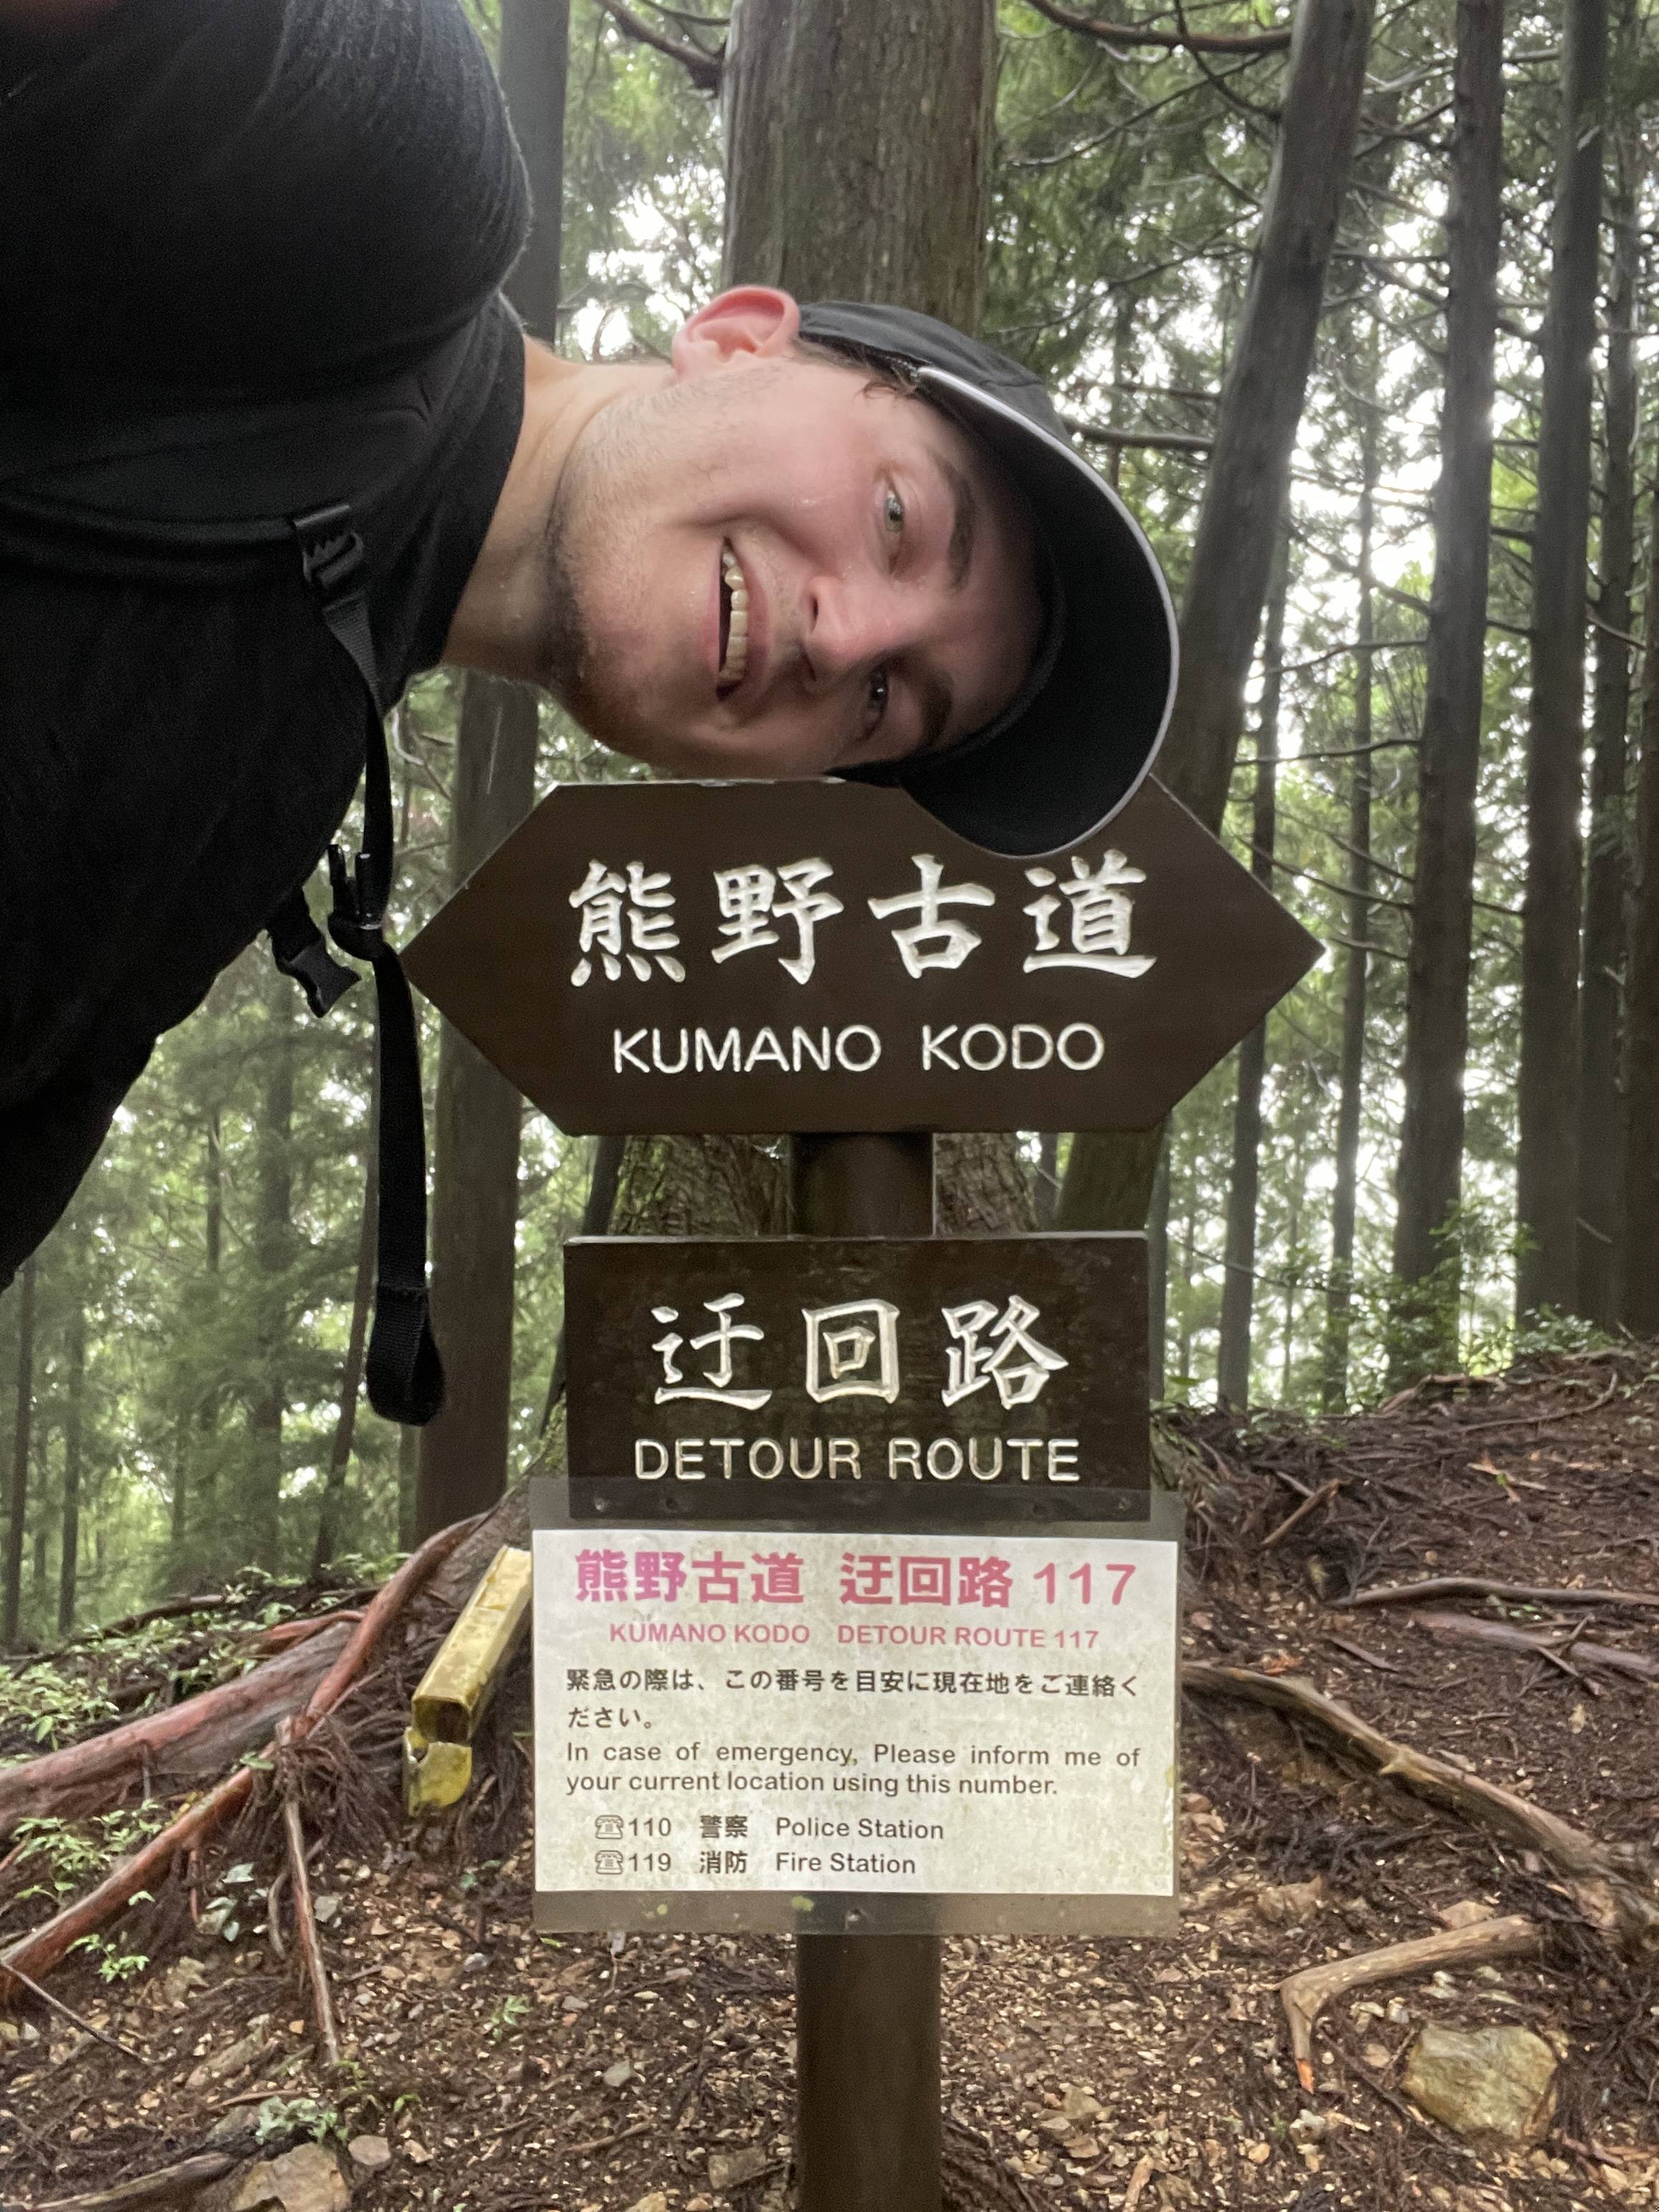 熊野古道
KUMANO KODO
迂回路
DETOUR ROUTE
熊野古道 迂回路 117
KUMANO KODO DETOUR ROUTE 117
緊急の際は、この番号を目安に現在地をご連絡く
ださい。
In case of emergency, Please inform me of
your current location using this number.
☎110 警察 Police Station
☎119 消防 Fire Station